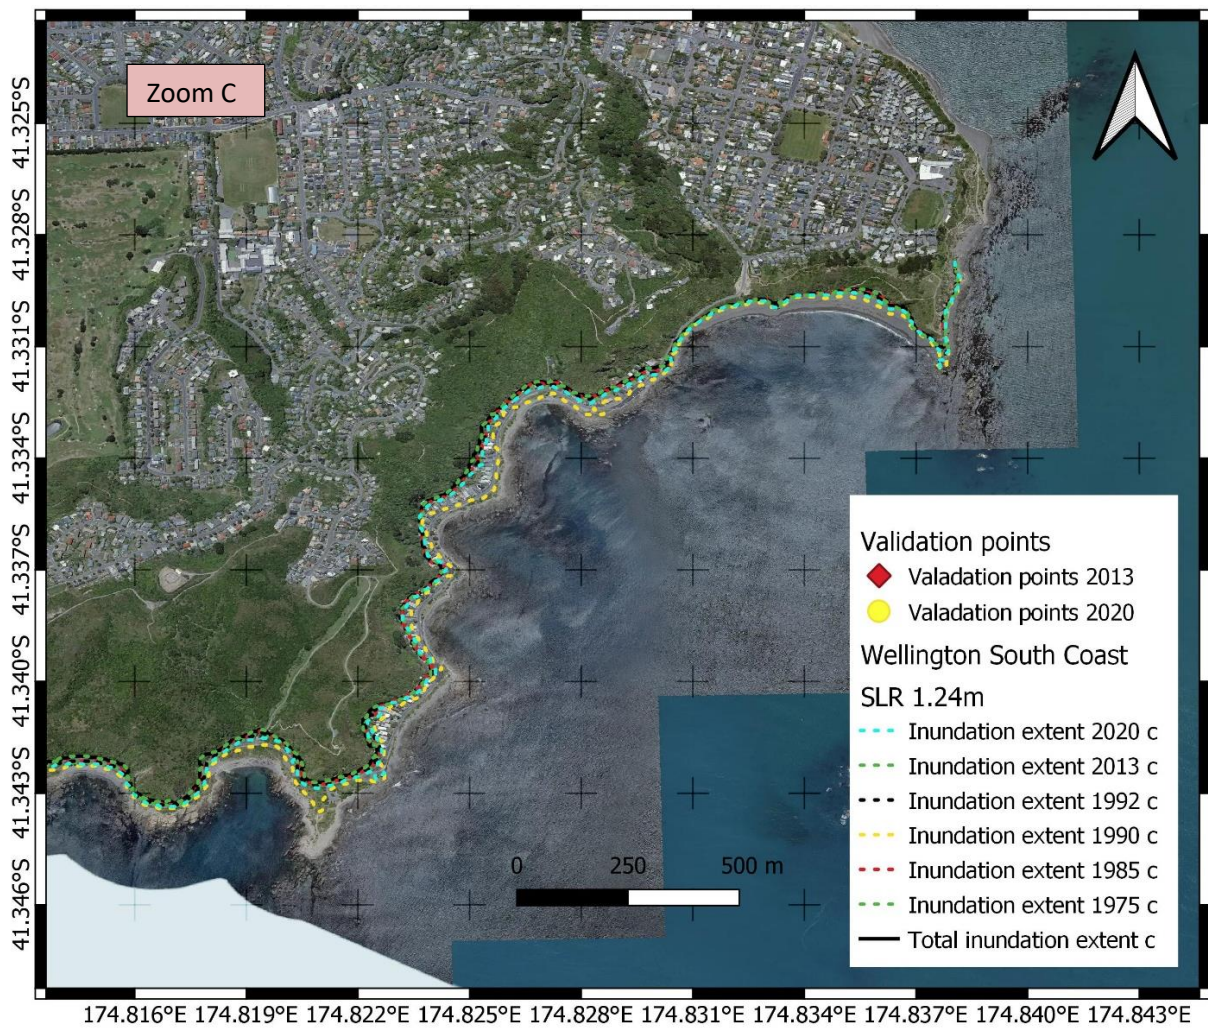 Zoom C
41.325°S
41.328°S
41.331°S
41.334°S
41.337°S
41.340°S
41.343°S
41.346°S
Validation points
Valadation points 2013
Valadation points 2020
Wellington South Coast
SLR 1.24m
Inundation extent 2020 c
Inundation extent 2013 c
Inundation extent 1992 c
Inundation extent 1990 c
Inundation extent 1985 c
Inundation extent 1975 c
Total inundation extent c
0 250 500 m
174.816°E 174.819°E 174.822°E 174.825°E 174.828°E 174.831°E 174.834°E 174.837°E 174.840°E 174.843°E